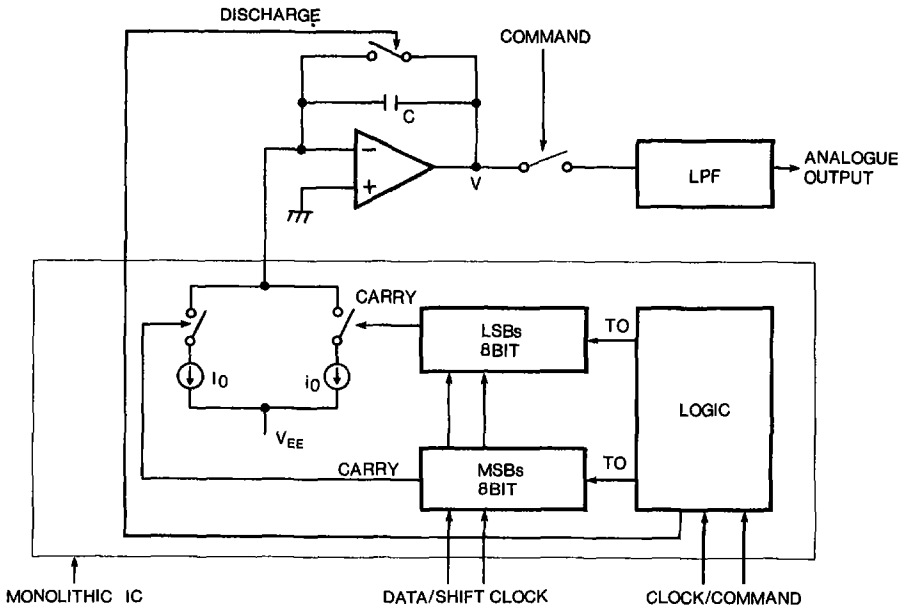 DISCHARGE
COMMAND
C
−
+
V
LPF
ANALOGUE
OUTPUT
CARRY
LSBs
8BIT
TO
I0
i0
LOGIC
VEE
CARRY
MSBs
8BIT
TO
MONOLITHIC IC
DATA/SHIFT CLOCK
CLOCK/COMMAND